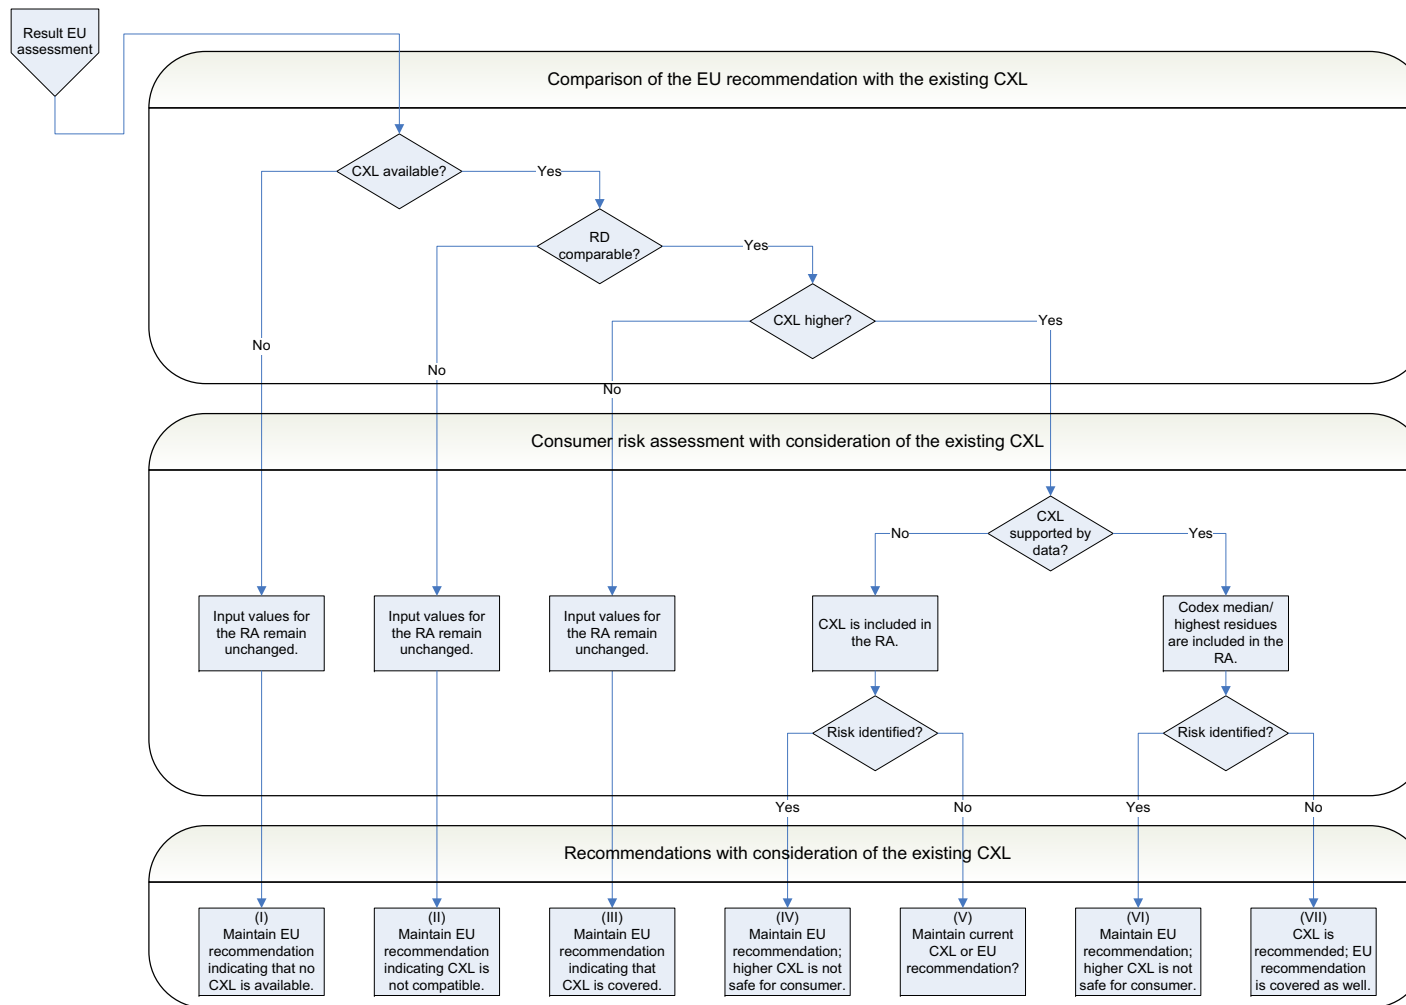 Result EU
assessment
Comparison of the EU recommendation with the existing CXL
CXL available?
Yes
RD
comparable?
Yes
CXL higher?
Yes
No
No
No
Consumer risk assessment with consideration of the existing CXL
CXL
supported by
data?
No
Yes
Input values for
the RA remain
unchanged.
Input values for
the RA remain
unchanged.
Input values for
the RA remain
unchanged.
CXL is included in
the RA.
Codex median/
highest residues
are included in the
RA.
Risk identified?
Risk identified?
Yes
No
Yes
No
Recommendations with consideration of the existing CXL
(I)
Maintain EU
recommendation
indicating that no
CXL is available.
(II)
Maintain EU
recommendation
indicating CXL is
not compatible.
(III)
Maintain EU
recommendation
indicating that
CXL is covered.
(IV)
Maintain EU
recommendation;
higher CXL is not
safe for consumer.
(V)
Maintain current
CXL or EU
recommendation?
(VI)
Maintain EU
recommendation;
higher CXL is not
safe for consumer.
(VII)
CXL is
recommended; EU
recommendation
is covered as well.